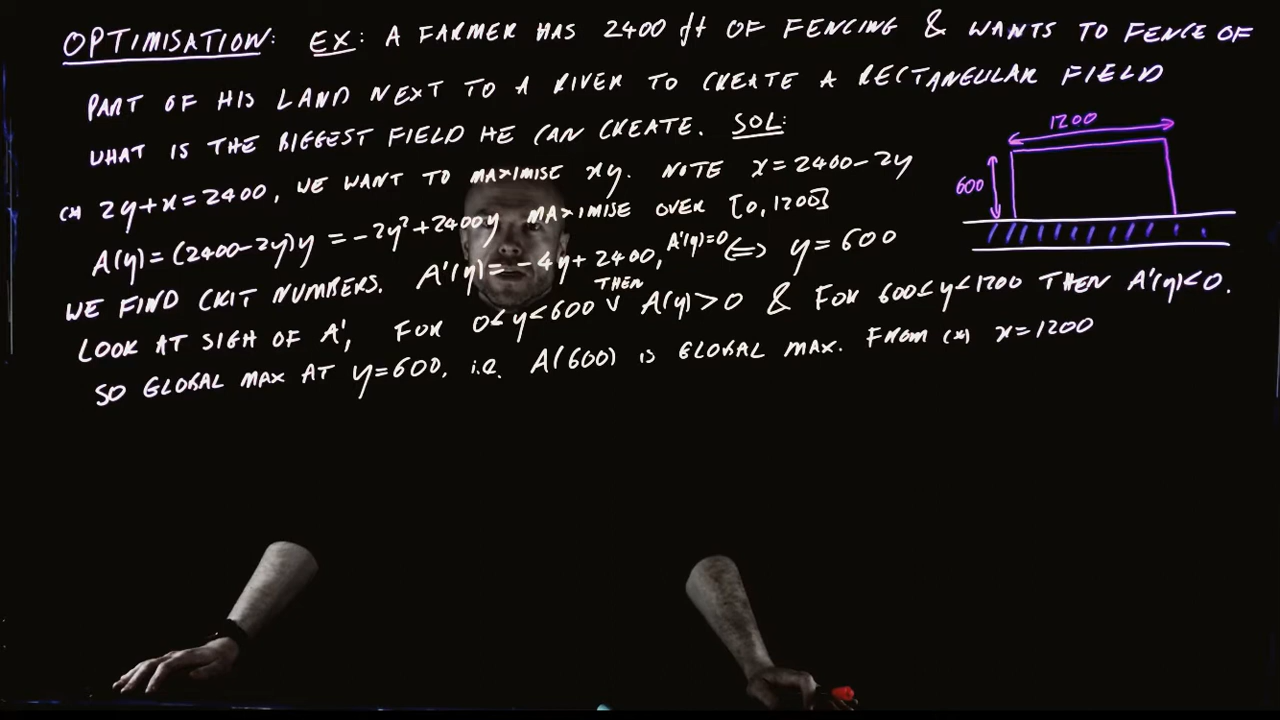 OPTIMISATION: EX: A FARMER HAS 2400 ft OF FENCING & WANTS TO FENCE OF
PART OF HIS LAND NEXT TO A RIVER TO CREATE A RECTANGULAR FIELD
WHAT IS THE BIGGEST FIELD HE CAN CREATE. SOL:
1200
600
(*) 2y+x=2400, WE WANT TO MAXIMISE xy. NOTE x=2400-2y
A(y)=(2400-2y)y=-2y²+2400y MAXIMISE OVER [0,1200]
WE FIND CRIT NUMBERS. A'(y)=-4y+2400, A'(y)=0 ⟺ y=600
LOOK AT SIGN OF A', FOR 0<y<600 THEN A(y)>0 & FOR 600<y<1200 THEN A'(y)<0.
SO GLOBAL MAX AT y=600, i.e. A(600) IS GLOBAL MAX. FROM (*) x=1200